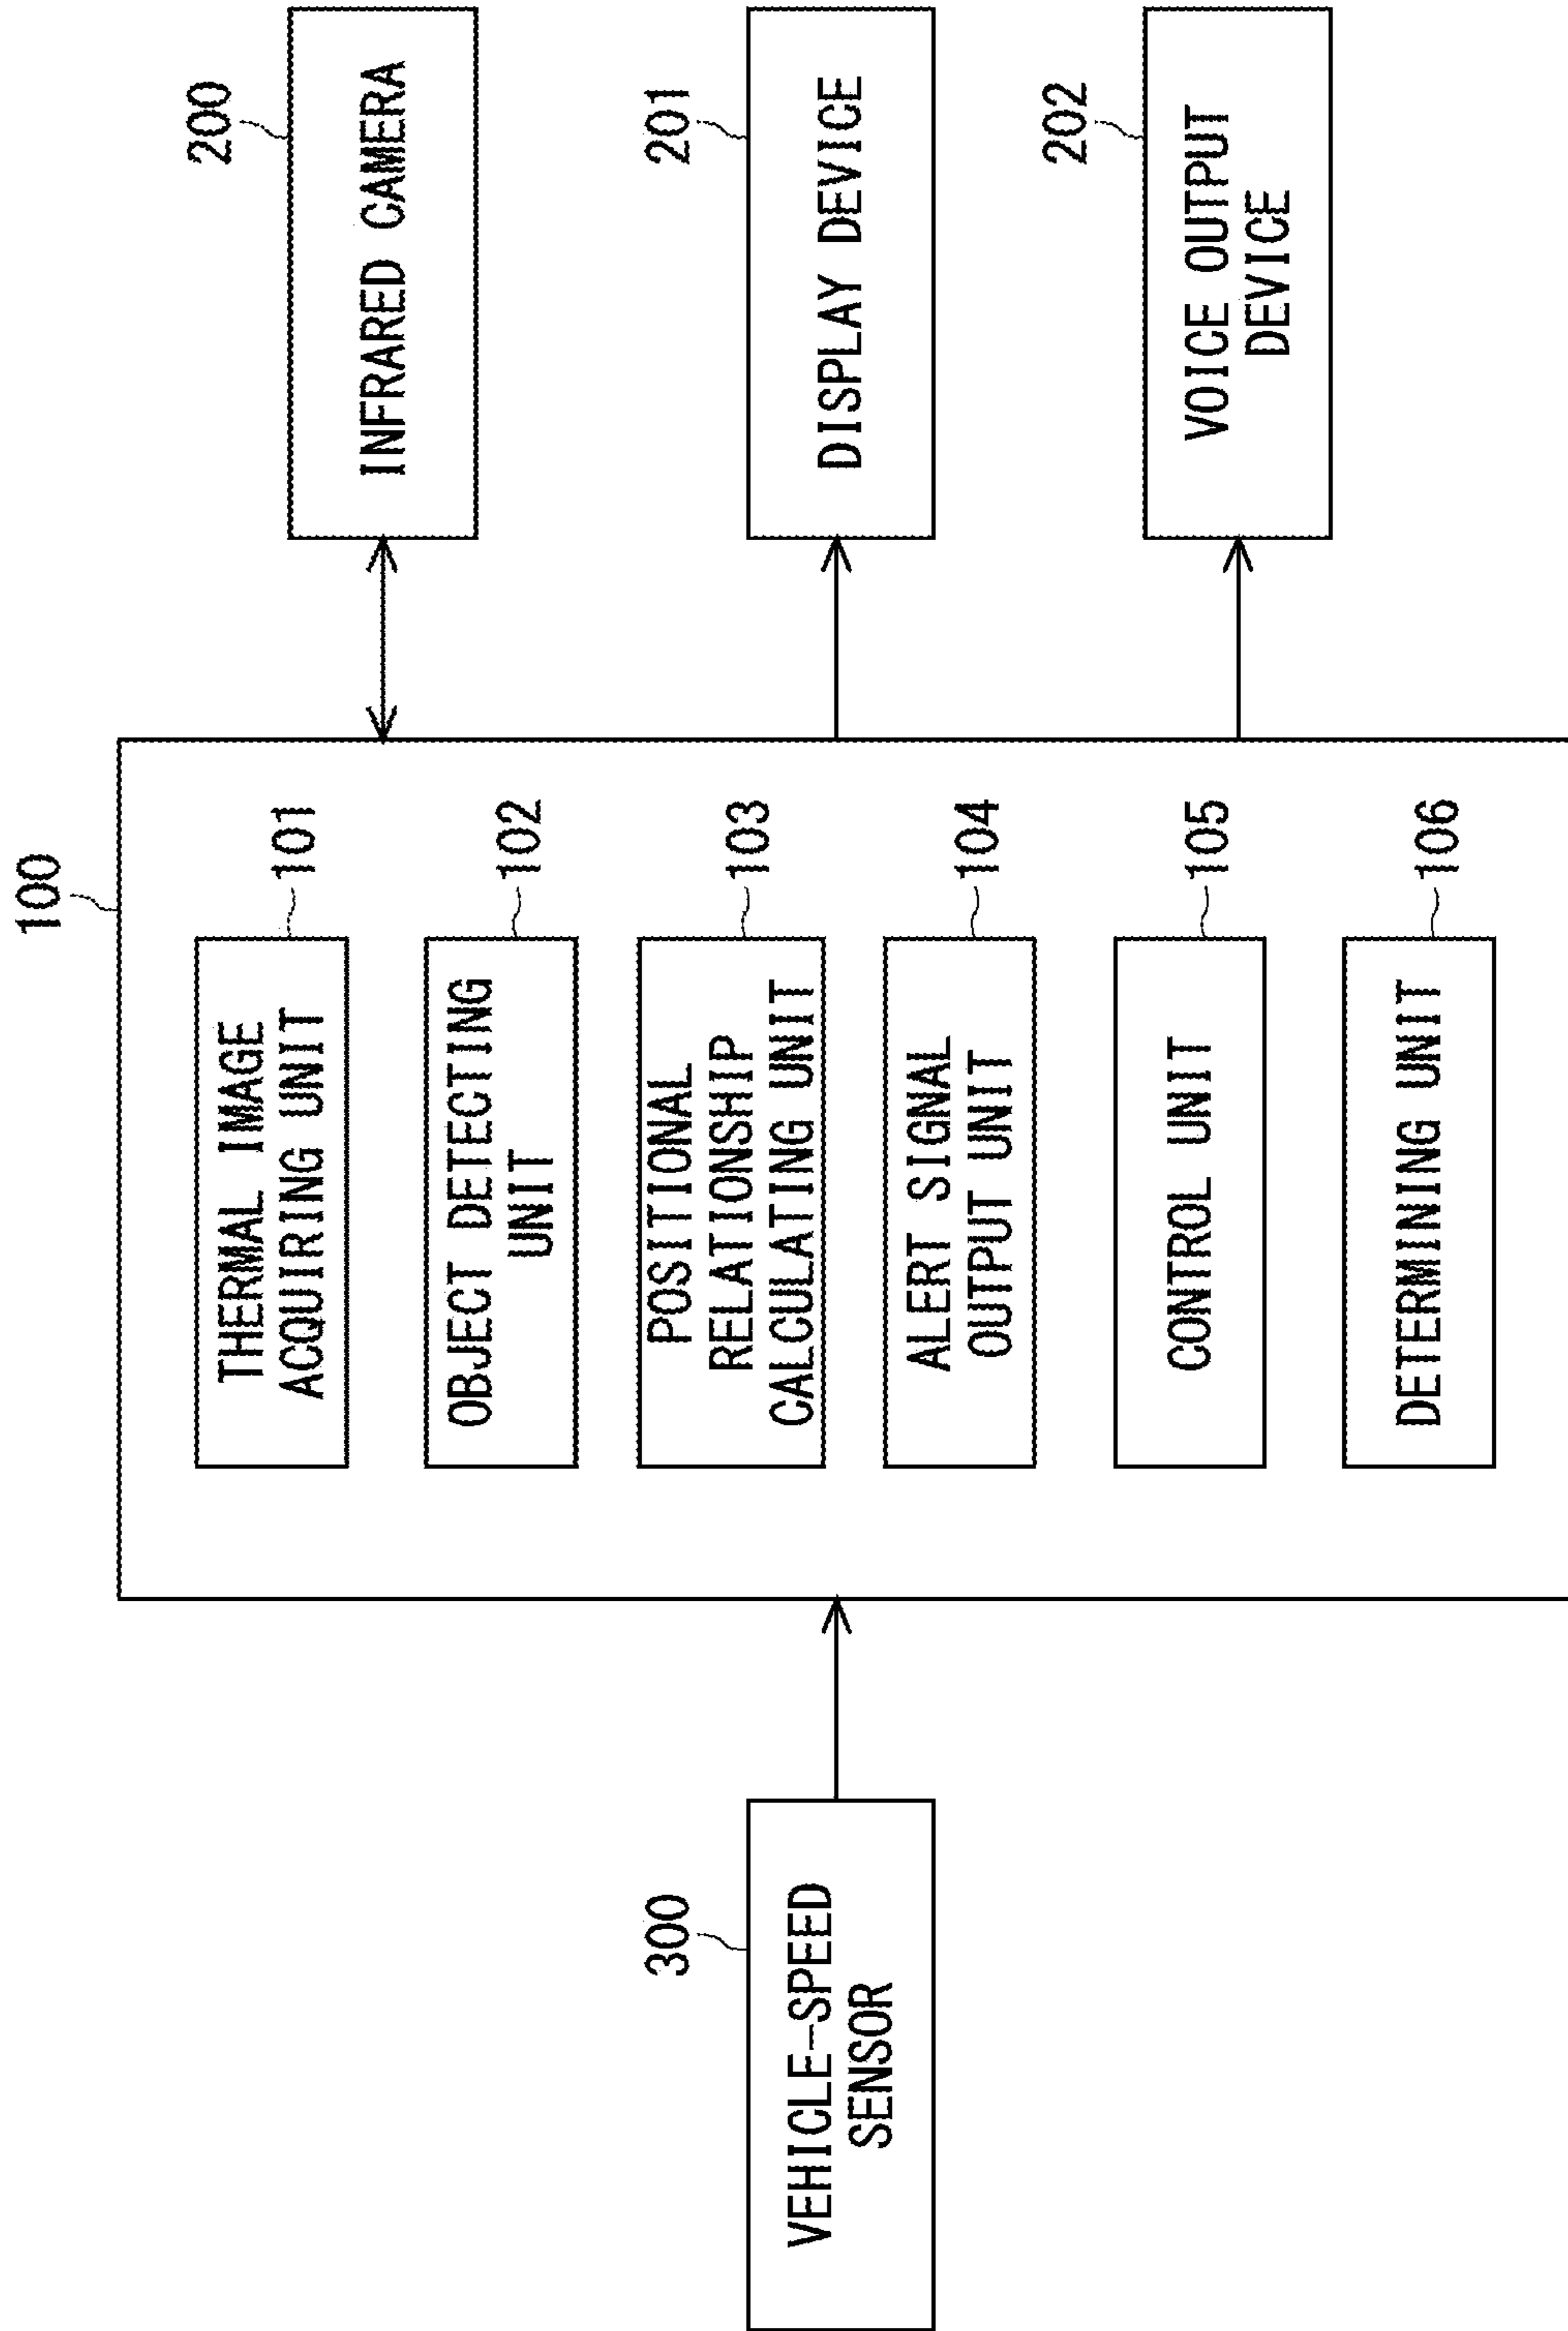 100
THERMAL IMAGE
ACQUIRING UNIT
101
OBJECT DETECTING
UNIT
102
POSITIONAL
RELATIONSHIP
CALCULATING UNIT
103
ALERT SIGNAL
OUTPUT UNIT
104
CONTROL UNIT
105
DETERMINING UNIT
106
200
INFRARED CAMERA
201
DISPLAY DEVICE
202
VOICE OUTPUT
DEVICE
300
VEHICLE-SPEED
SENSOR